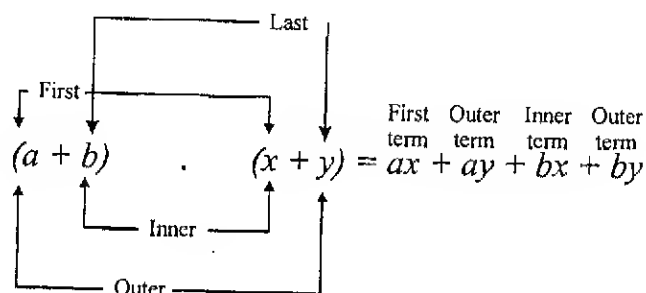 Last
First
First Outer Inner Outer
term term term term
(a + b) . (x + y) = ax + ay + bx + by
Inner
Outer